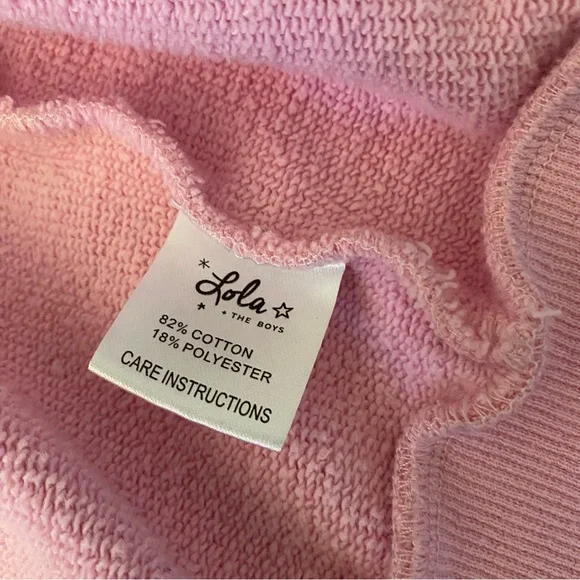 Lola
+ THE BOYS
82% COTTON
18% POLYESTER
CARE INSTRUCTIONS